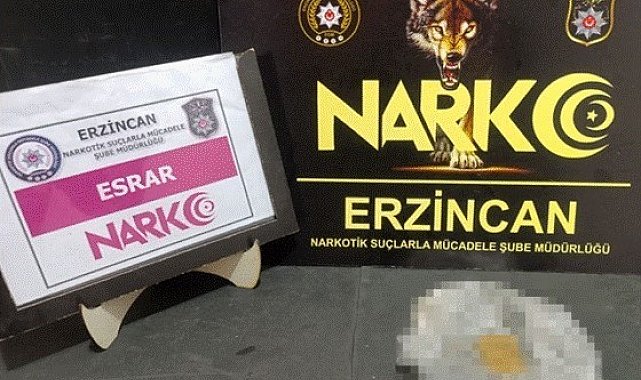 ERZİNCAN
NARKOTİK SUÇLARLA MÜCADELE
ŞUBE MÜDÜRLÜĞÜ
ESRAR
NARKO
NARKO
ERZİNCAN
NARKOTİK SUÇLARLA MÜCADELE ŞUBE MÜDÜRLÜĞÜ